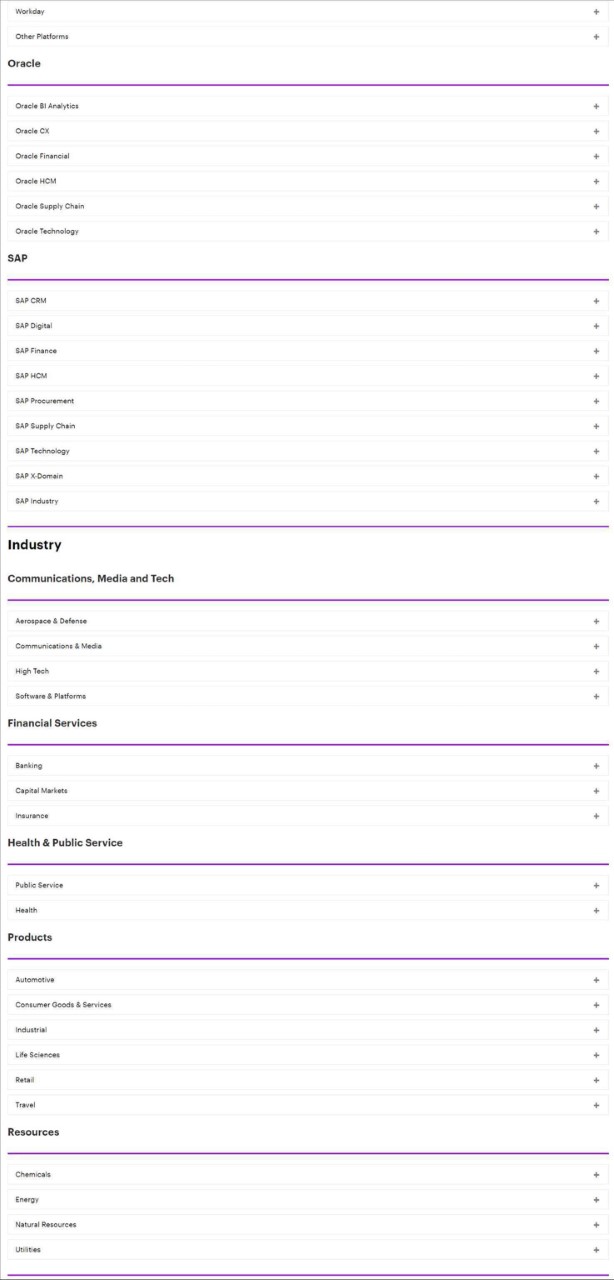 Workday
Other Platforms
Oracle
Oracle BI Analytics
Oracle CX
Oracle Financial
Oracle HCM
Oracle Supply Chain
Oracle Technology
SAP
SAP CRM
SAP Digital
SAP Finance
SAP HCM
SAP Procurement
SAP Supply Chain
SAP Technology
SAP X-Domain
SAP Industry
Industry
Communications, Media and Tech
Aerospace & Defense
Communications & Media
High Tech
Software & Platforms
Financial Services
Banking
Capital Markets
Insurance
Health & Public Service
Public Service
Health
Products
Automotive
Consumer Goods & Services
Industrial
Life Sciences
Retail
Travel
Resources
Chemicals
Energy
Natural Resources
Utilities